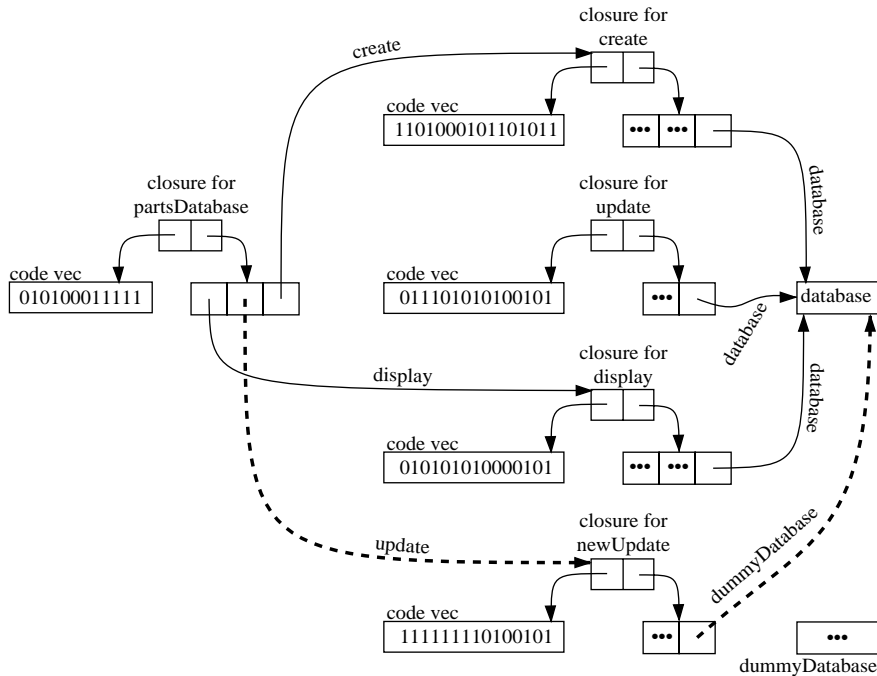 closure for
create
create
code vec
1101000101101011
••• •••
database
closure for
partsDatabase
code vec
010100011111
closure for
update
code vec
011101010100101
•••
database
database
closure for
display
display
code vec
010101010000101
••• •••
database
closure for
newUpdate
update
code vec
111111110100101
•••
dummyDatabase
•••
dummyDatabase